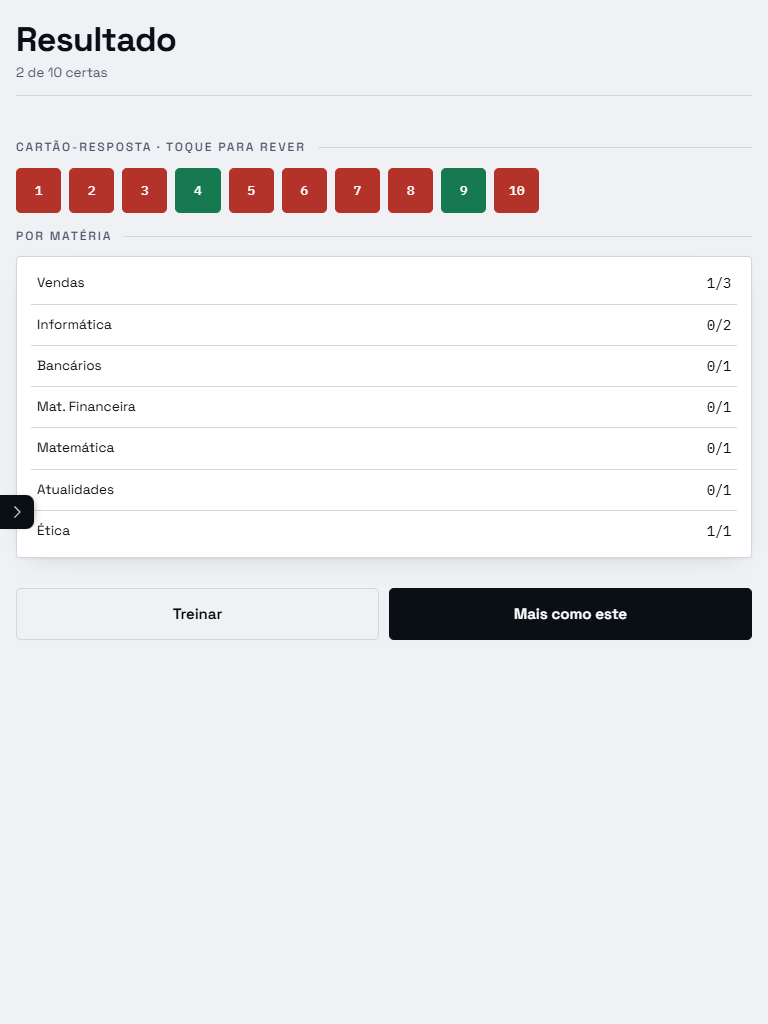 Resultado
2 de 10 certas
CARTÃO-RESPOSTA · TOQUE PARA REVER
1 2 3 4 5 6 7 8 9 10
POR MATÉRIA
Vendas 1/3
Informática 0/2
Bancários 0/1
Mat. Financeira 0/1
Matemática 0/1
Atualidades 0/1
Ética 1/1
Treinar Mais como este